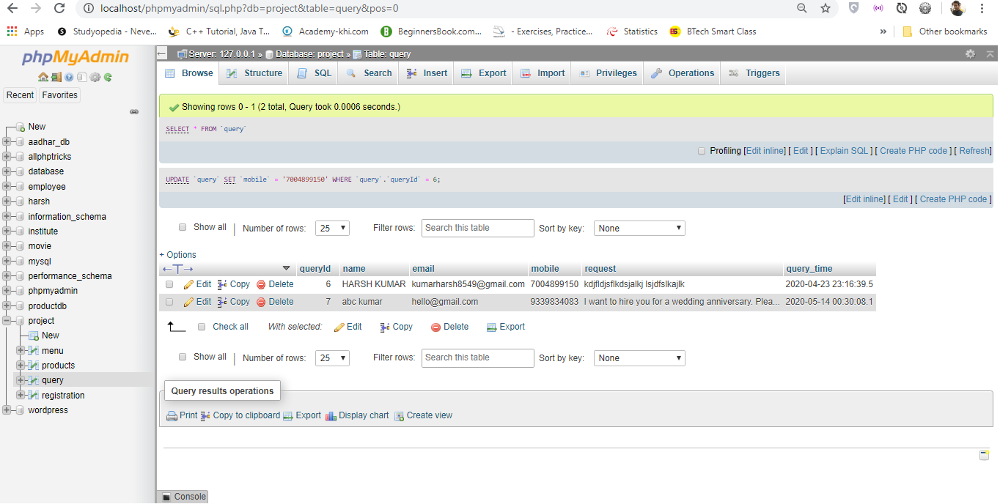 localhost/phpmyadmin/sql.php?db=project&table=query&pos=0
Apps Studyopedia - Neve... C++ Tutorial, Java T... Academy-khi.com BeginnersBook.com... - Exercises, Practice... Statistics BTech Smart Class » Other bookmarks
phpMyAdmin
Recent Favorites
New
aadhar_db
allphptricks
database
employee
harsh
information_schema
institute
movie
mysql
performance_schema
phpmyadmin
productdb
project
New
menu
products
query
registration
wordpress
Server: 127.0.0.1 » Database: project » Table: query
Browse Structure SQL Search Insert Export Import Privileges Operations Triggers
Showing rows 0 - 1 (2 total, Query took 0.0006 seconds.)
SELECT * FROM `query`
Profiling [Edit inline] [ Edit ] [ Explain SQL ] [ Create PHP code ] [ Refresh]
UPDATE `query` SET `mobile` = '7004899150' WHERE `query`.`queryId` = 6;
[Edit inline] [ Edit ] [ Create PHP code ]
Show all | Number of rows: 25 Filter rows: Search this table Sort by key: None
+ Options
←T→ queryId name email mobile request query_time
Edit Copy Delete 6 HARSH KUMAR kumarharsh8549@gmail.com 7004899150 kdjfldjsflkdsjalkj lsjdfslkajlk 2020-04-23 23:16:39.5
Edit Copy Delete 7 abc kumar hello@gmail.com 9339834083 I want to hire you for a wedding anniversary. Plea... 2020-05-14 00:30:08.1
Check all With selected: Edit Copy Delete Export
Show all | Number of rows: 25 Filter rows: Search this table Sort by key: None
Query results operations
Print Copy to clipboard Export Display chart Create view
Console